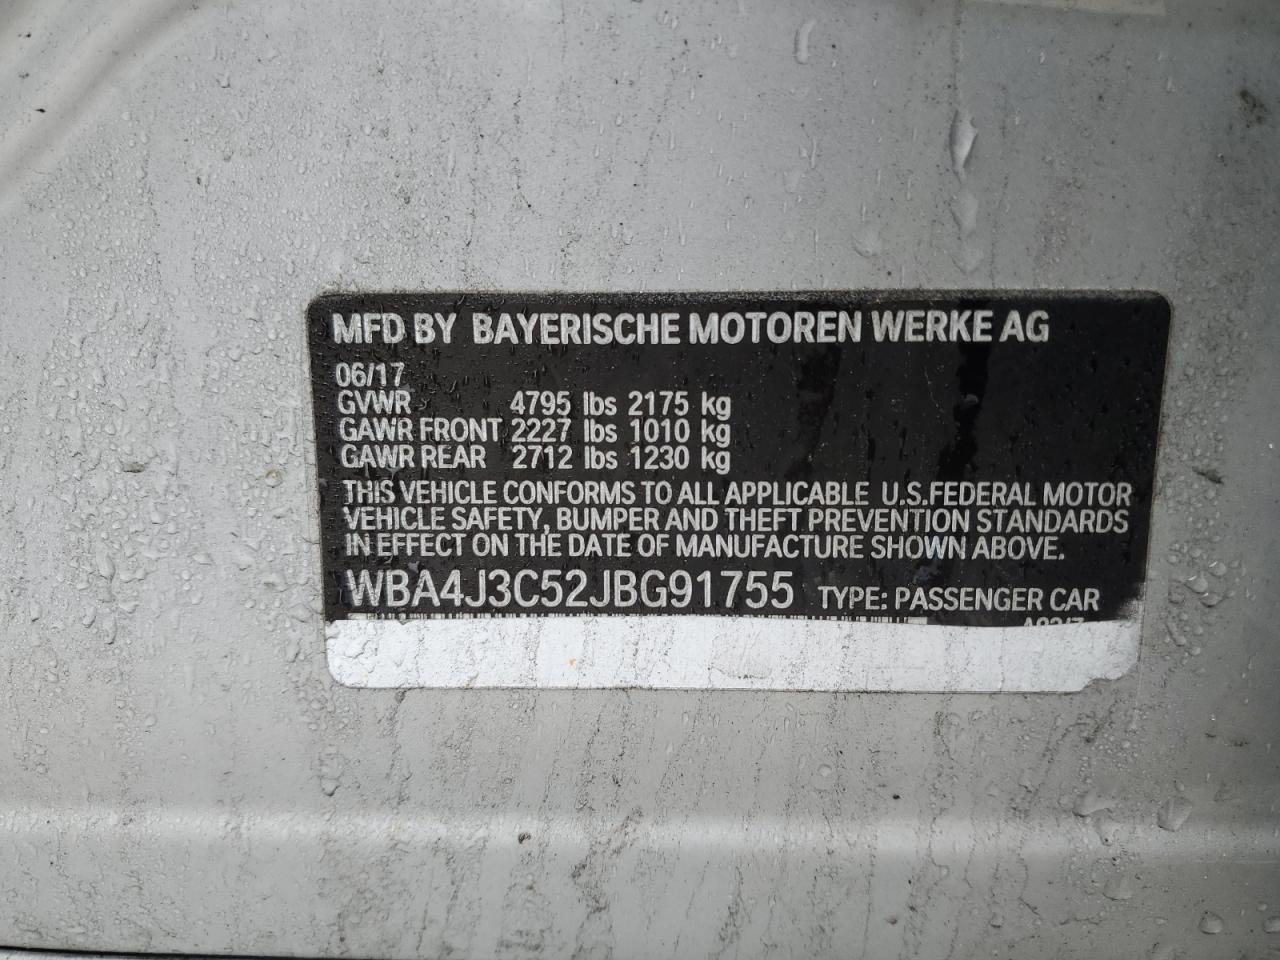 MFD BY BAYERISCHE MOTOREN WERKE AG
06/17
GVWR 4795 lbs 2175 kg
GAWR FRONT 2227 lbs 1010 kg
GAWR REAR 2712 lbs 1230 kg
THIS VEHICLE CONFORMS TO ALL APPLICABLE U.S.FEDERAL MOTOR
VEHICLE SAFETY, BUMPER AND THEFT PREVENTION STANDARDS
IN EFFECT ON THE DATE OF MANUFACTURE SHOWN ABOVE.
WBA4J3C52JBG91755 TYPE: PASSENGER CAR